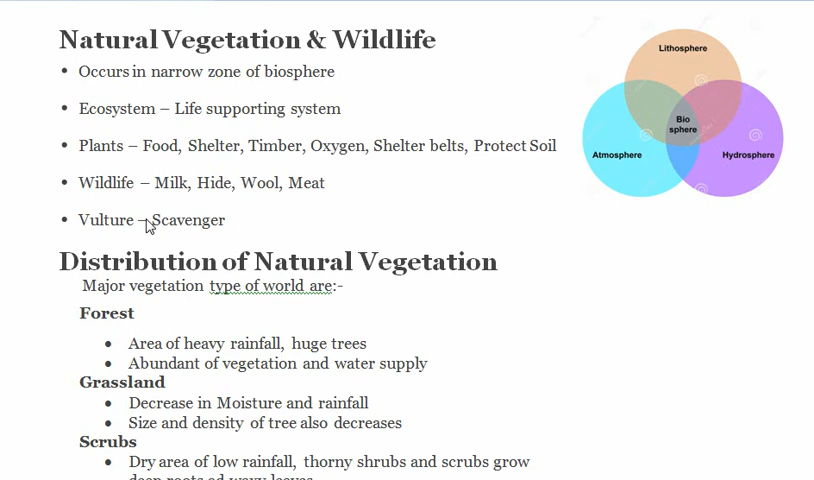 Natural Vegetation & Wildlife
• Occurs in narrow zone of biosphere
• Ecosystem – Life supporting system
• Plants – Food, Shelter, Timber, Oxygen, Shelter belts, Protect Soil
• Wildlife – Milk, Hide, Wool, Meat
• Vulture – Scavenger
Lithosphere
Bio
sphere
Atmosphere
Hydrosphere
Distribution of Natural Vegetation
Major vegetation type of world are:-
Forest
• Area of heavy rainfall, huge trees
• Abundant of vegetation and water supply
Grassland
• Decrease in Moisture and rainfall
• Size and density of tree also decreases
Scrubs
• Dry area of low rainfall, thorny shrubs and scrubs grow